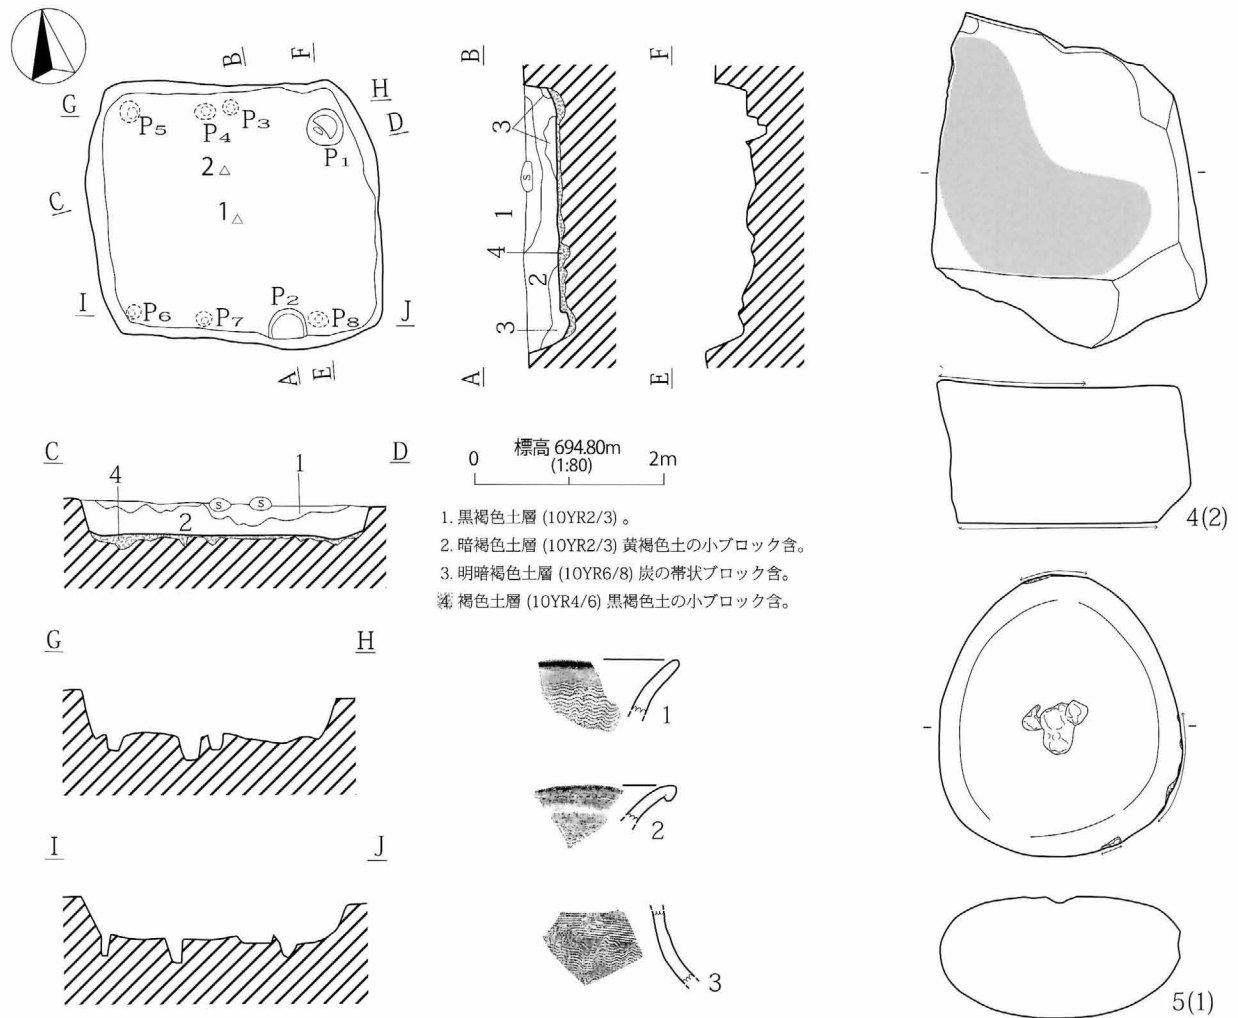 B
F
G
H
P5
P4
P3
D
P1
2
C
1
I
P6
P7
P2
P8
J
A
E
B
F
3
S
1
4
2
3
A
E
C
4
1
D
S
S
2
標高 694.80m
(1:80)
0
2m
1. 黒褐色土層 (10YR2/3) 。
2. 暗褐色土層 (10YR2/3) 黄褐色土の小ブロック含。
3. 明暗褐色土層 (10YR6/8) 炭の帯状ブロック含。
4. 褐色土層 (10YR4/6) 黒褐色土の小ブロック含。
G
H
I
J
1
2
3
4(2)
5(1)